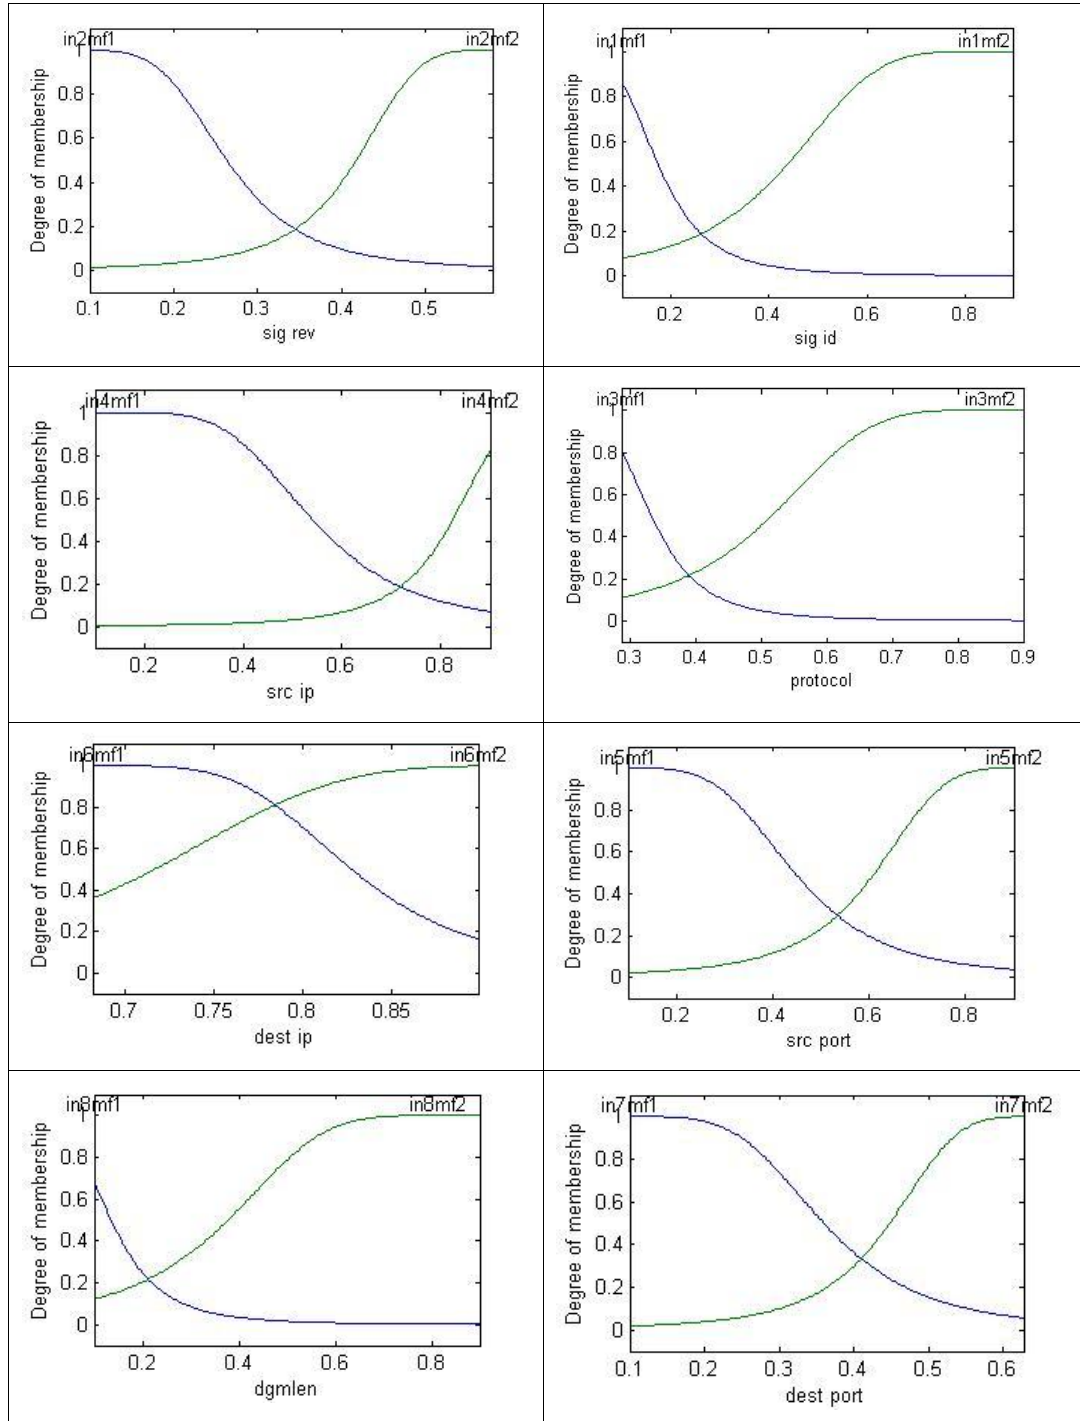 in2mf1 in2mf2
1
0.8
0.6
0.4
0.2
0
Degree of membership
0.1 0.2 0.3 0.4 0.5
sig rev
in1mf1 in1mf2
1
0.8
0.6
0.4
0.2
0
Degree of membership
0.2 0.4 0.6 0.8
sig id
in4mf1 in4mf2
1
0.8
0.6
0.4
0.2
0
Degree of membership
0.2 0.4 0.6 0.8
src ip
in3mf1 in3mf2
1
0.8
0.6
0.4
0.2
0
Degree of membership
0.3 0.4 0.5 0.6 0.7 0.8 0.9
protocol
in6mf1 in6mf2
1
0.8
0.6
0.4
0.2
0
Degree of membership
0.7 0.75 0.8 0.85
dest ip
in5mf1 in5mf2
1
0.8
0.6
0.4
0.2
0
Degree of membership
0.2 0.4 0.6 0.8
src port
in8mf1 in8mf2
1
0.8
0.6
0.4
0.2
0
Degree of membership
0.2 0.4 0.6 0.8
dgmlen
in7mf1 in7mf2
1
0.8
0.6
0.4
0.2
0
Degree of membership
0.1 0.2 0.3 0.4 0.5 0.6
dest port